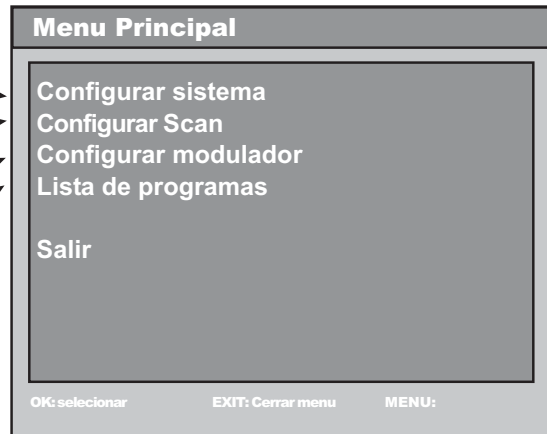 Menu Principal
Configurar sistema
Configurar Scan
Configurar modulador
Lista de programas
Salir
OK: selecionar EXIT: Cerrar menu MENU: